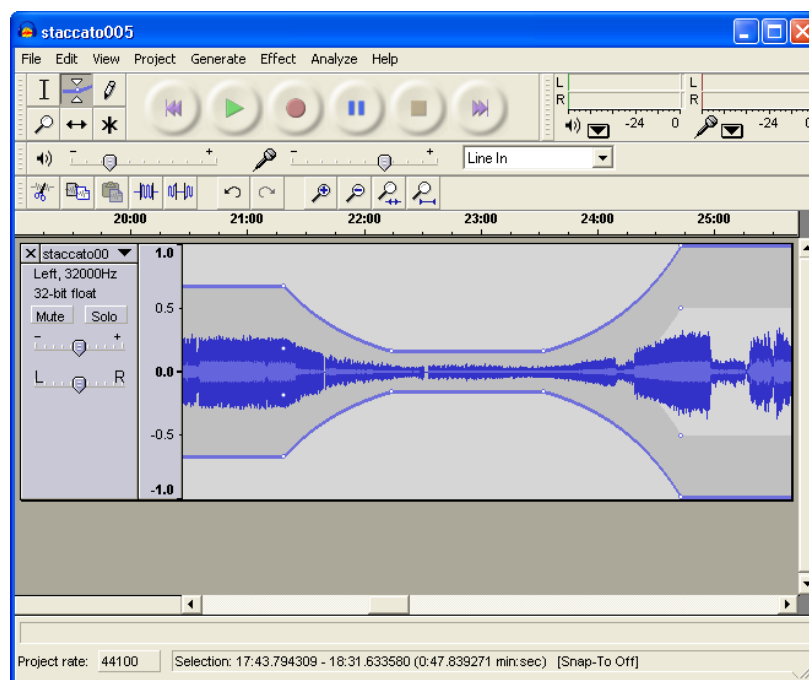 staccato005
File Edit View Project Generate Effect Analyze Help
L
R
-24 0
L
R
-24 0
- +
- +
Line In
20:00 21:00 22:00 23:00 24:00 25:00
X staccato00
Left, 32000Hz
32-bit float
Mute Solo
- +
L R
1.0
0.5
0.0
-0.5
-1.0
Project rate: 44100 Selection: 17:43.794309 - 18:31.633580 (0:47.839271 min:sec) [Snap-To Off]